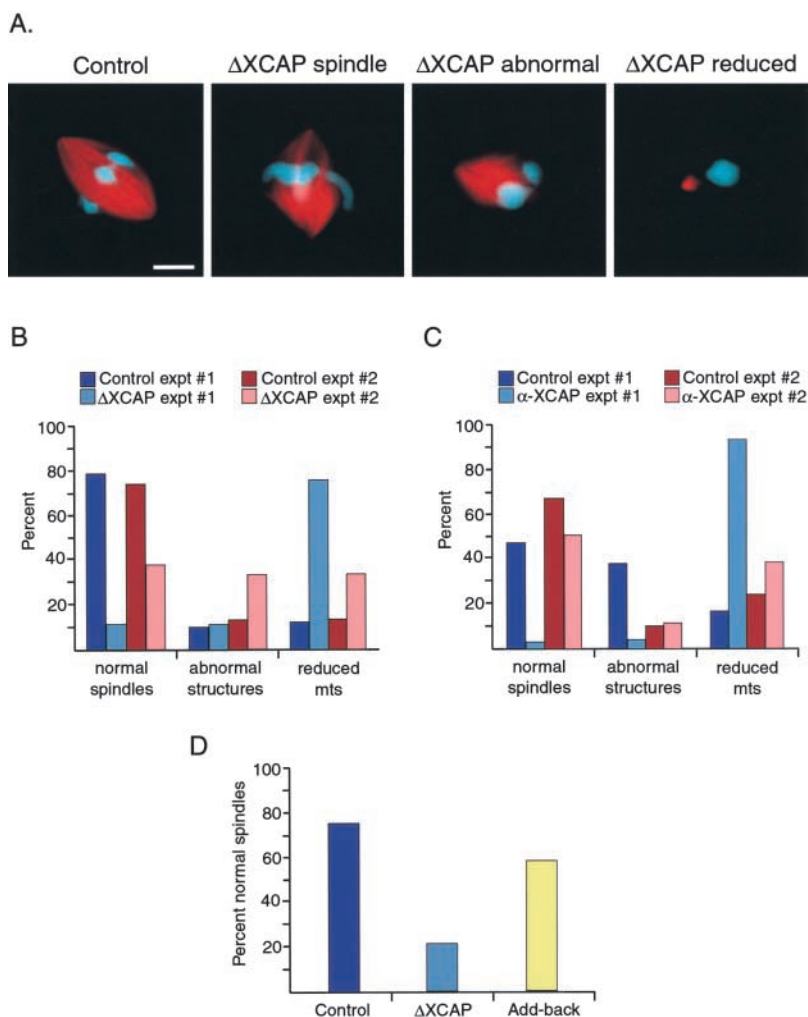 A.
Control ΔXCAP spindle ΔXCAP abnormal ΔXCAP reduced
B
Control expt #1 Control expt #2
ΔXCAP expt #1 ΔXCAP expt #2
100
80
60
40
20
Percent
normal spindles
abnormal structures
reduced mts
C
Control expt #1 Control expt #2
α-XCAP expt #1 α-XCAP expt #2
100
80
60
40
20
Percent
normal spindles
abnormal structures
reduced mts
D
100
80
60
40
20
Percent normal spindles
Control ΔXCAP Add-back